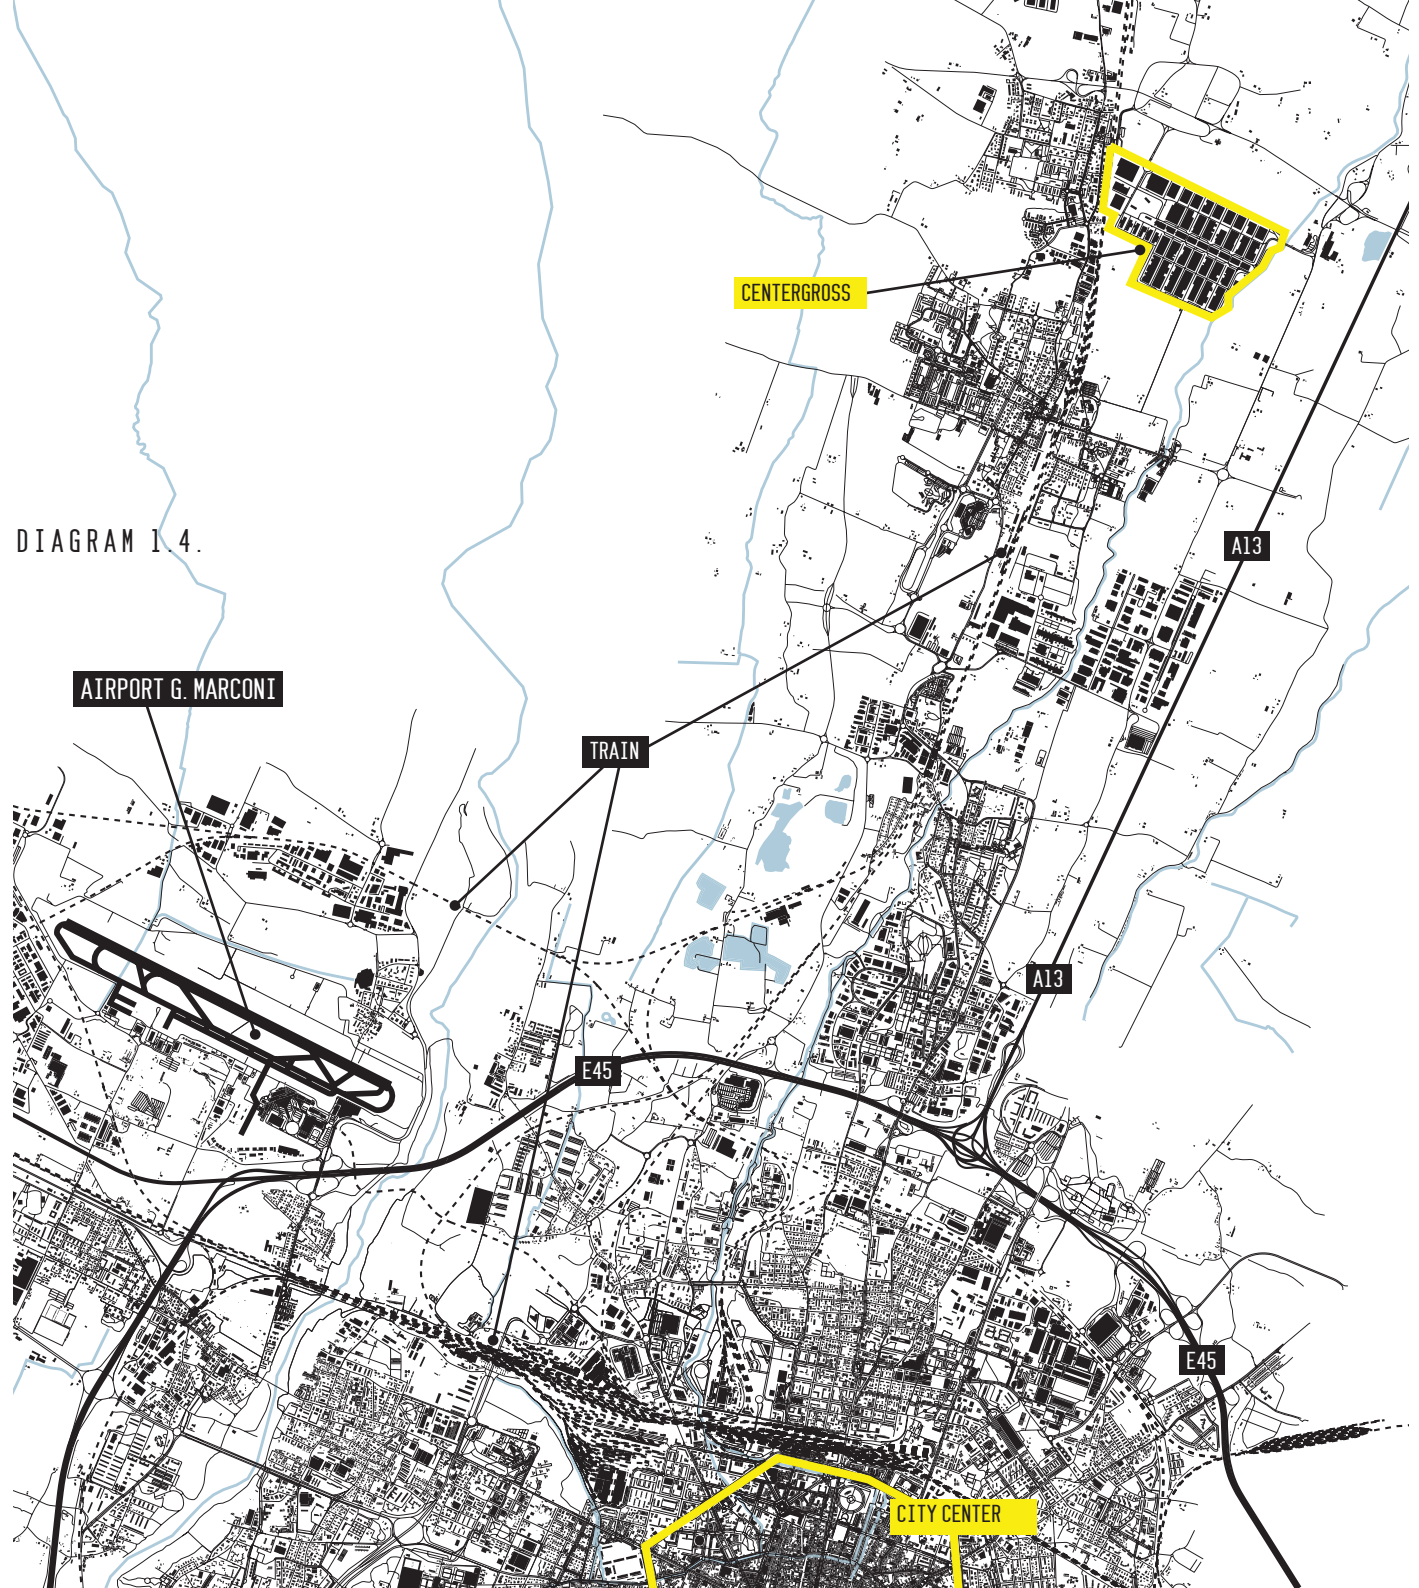 CENTERGROSS
DIAGRAM 1.4.
A13
AIRPORT G. MARCONI
TRAIN
A13
E45
E45
CITY CENTER